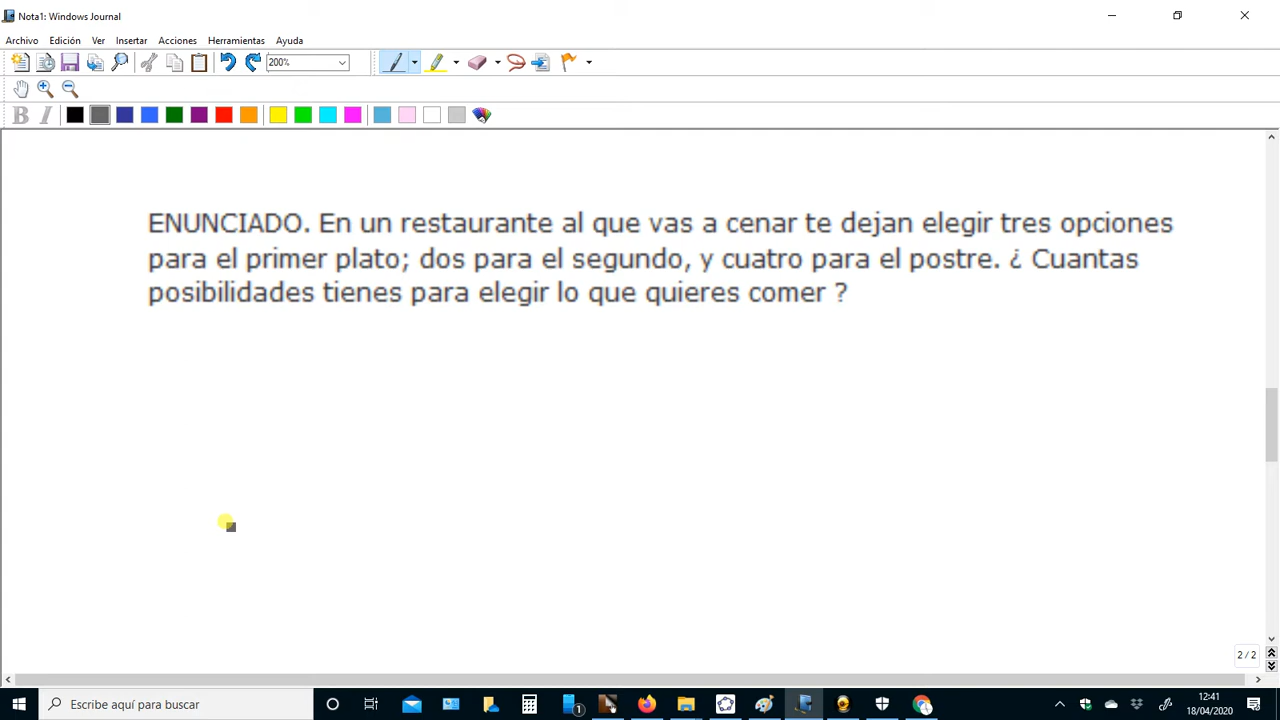 Nota1: Windows Journal
Archivo Edición Ver Insertar Acciones Herramientas Ayuda
200%
B I
ENUNCIADO. En un restaurante al que vas a cenar te dejan elegir tres opciones
para el primer plato; dos para el segundo, y cuatro para el postre. ¿ Cuantas
posibilidades tienes para elegir lo que quieres comer ?
2 / 2
Escribe aquí para buscar
1
12:41
18/04/2020